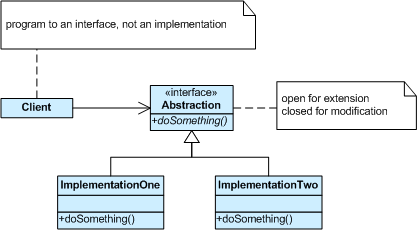 program to an interface, not an implementation
Client
«interface»
Abstraction
+doSomething()
open for extension
closed for modification
ImplementationOne
+doSomething()
ImplementationTwo
+doSomething()